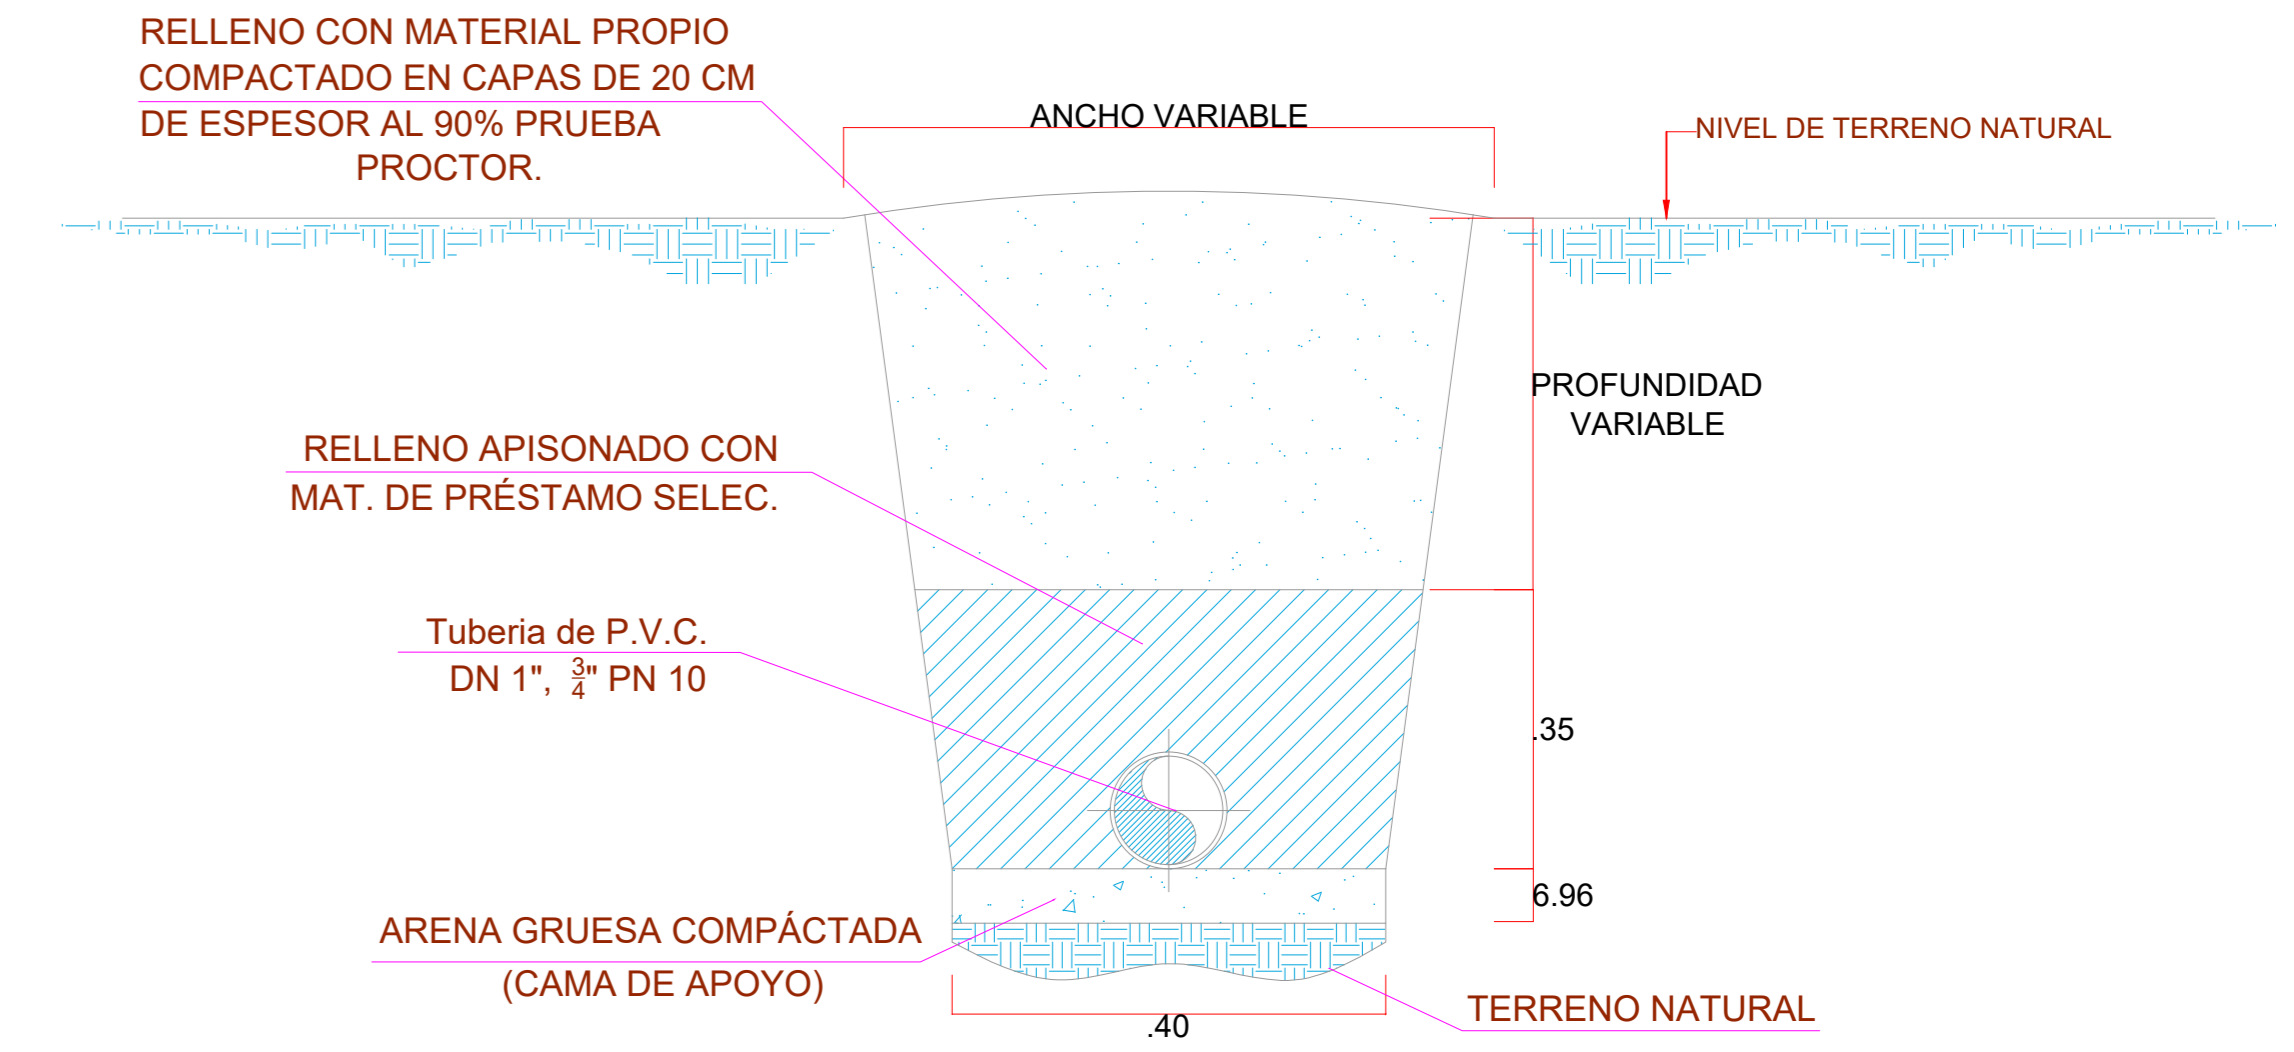 RELLENO CON MATERIAL PROPIO
COMPACTADO EN CAPAS DE 20 CM
DE ESPESOR AL 90% PRUEBA
PROCTOR.
ANCHO VARIABLE
NIVEL DE TERRENO NATURAL
PROFUNDIDAD
VARIABLE
RELLENO APISONADO CON
MAT. DE PRÉSTAMO SELEC.
Tuberia de P.V.C.
DN 1", 3/4" PN 10
.35
6.96
ARENA GRUESA COMPÁCTADA
(CAMA DE APOYO)
TERRENO NATURAL
.40